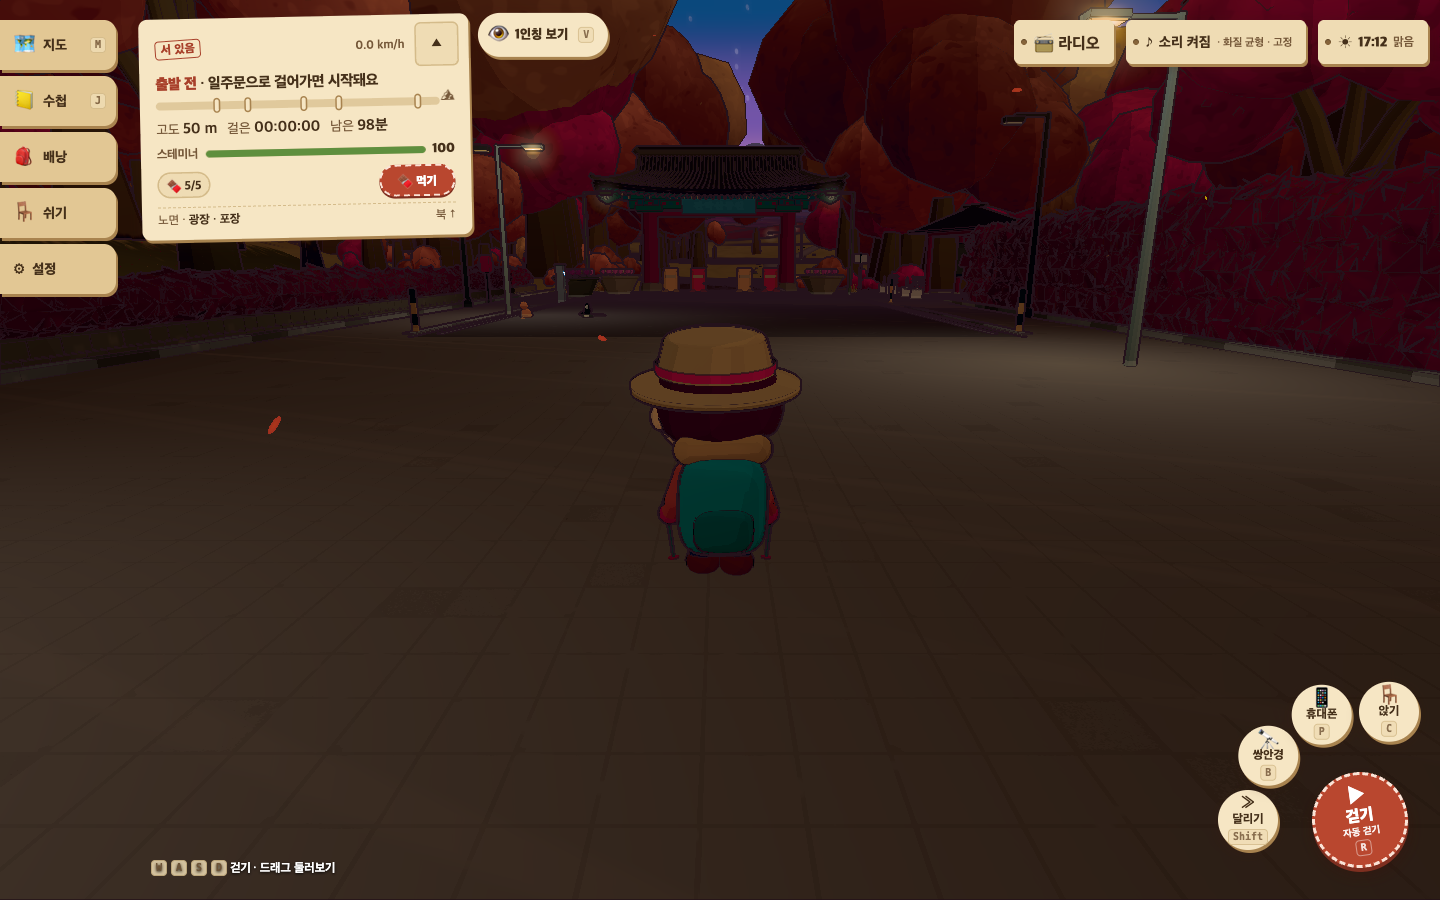 지도 M
수첩 J
배낭
쉬기
설정
서 있음
0.0 km/h
출발 전 · 일주문으로 걸어가면 시작돼요
고도 50 m 걸은 00:00:00 남은 98분
스테미너 100
5/5
먹기
노면 · 광장 · 포장
북 ↑
1인칭 보기 V
라디오
♪ 소리 켜짐 · 화질 균형 · 고정
17:12 맑음
휴대폰
P
앉기
C
쌍안경
B
달리기
Shift
걷기
자동 걷기
R
W A S D 걷기 · 드래그 둘러보기